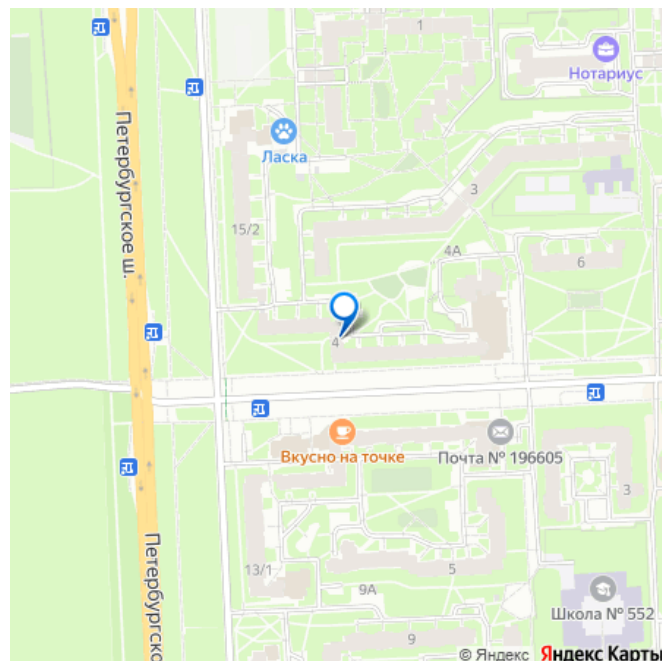 1
Нотариус
Петербургское ш.
Ласка
3
15/2
4А
6
4
Вкусно на точке
Почта № 196605
3
Петербургско
13/1
5
9А
Школа № 552
9
© Яндекс Яндекс Карты